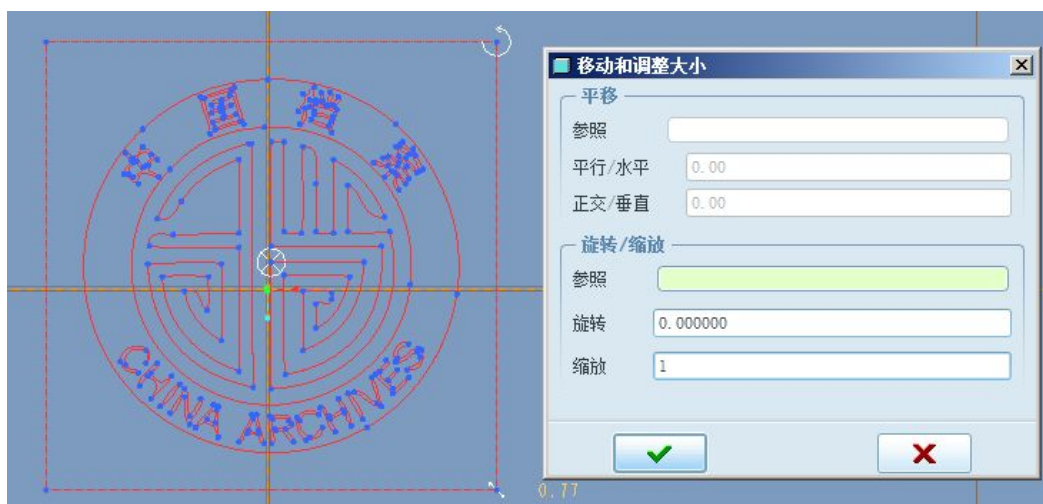 中国档案
CHINA ARCHIVES
0.77
移动和调整大小
平移
参照
平行/水平 0.00
正交/垂直 0.00
旋转/缩放
参照
旋转 0.000000
缩放 1